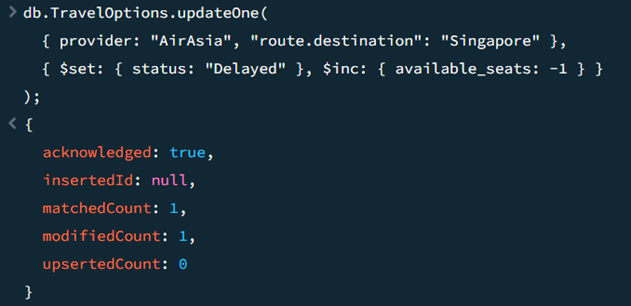 > db.TravelOptions.updateOne(
{ provider: "AirAsia", "route.destination": "Singapore" },
{ $set: { status: "Delayed" }, $inc: { available_seats: -1 } }
);
< {
acknowledged: true,
insertedId: null,
matchedCount: 1,
modifiedCount: 1,
upsertedCount: 0
}